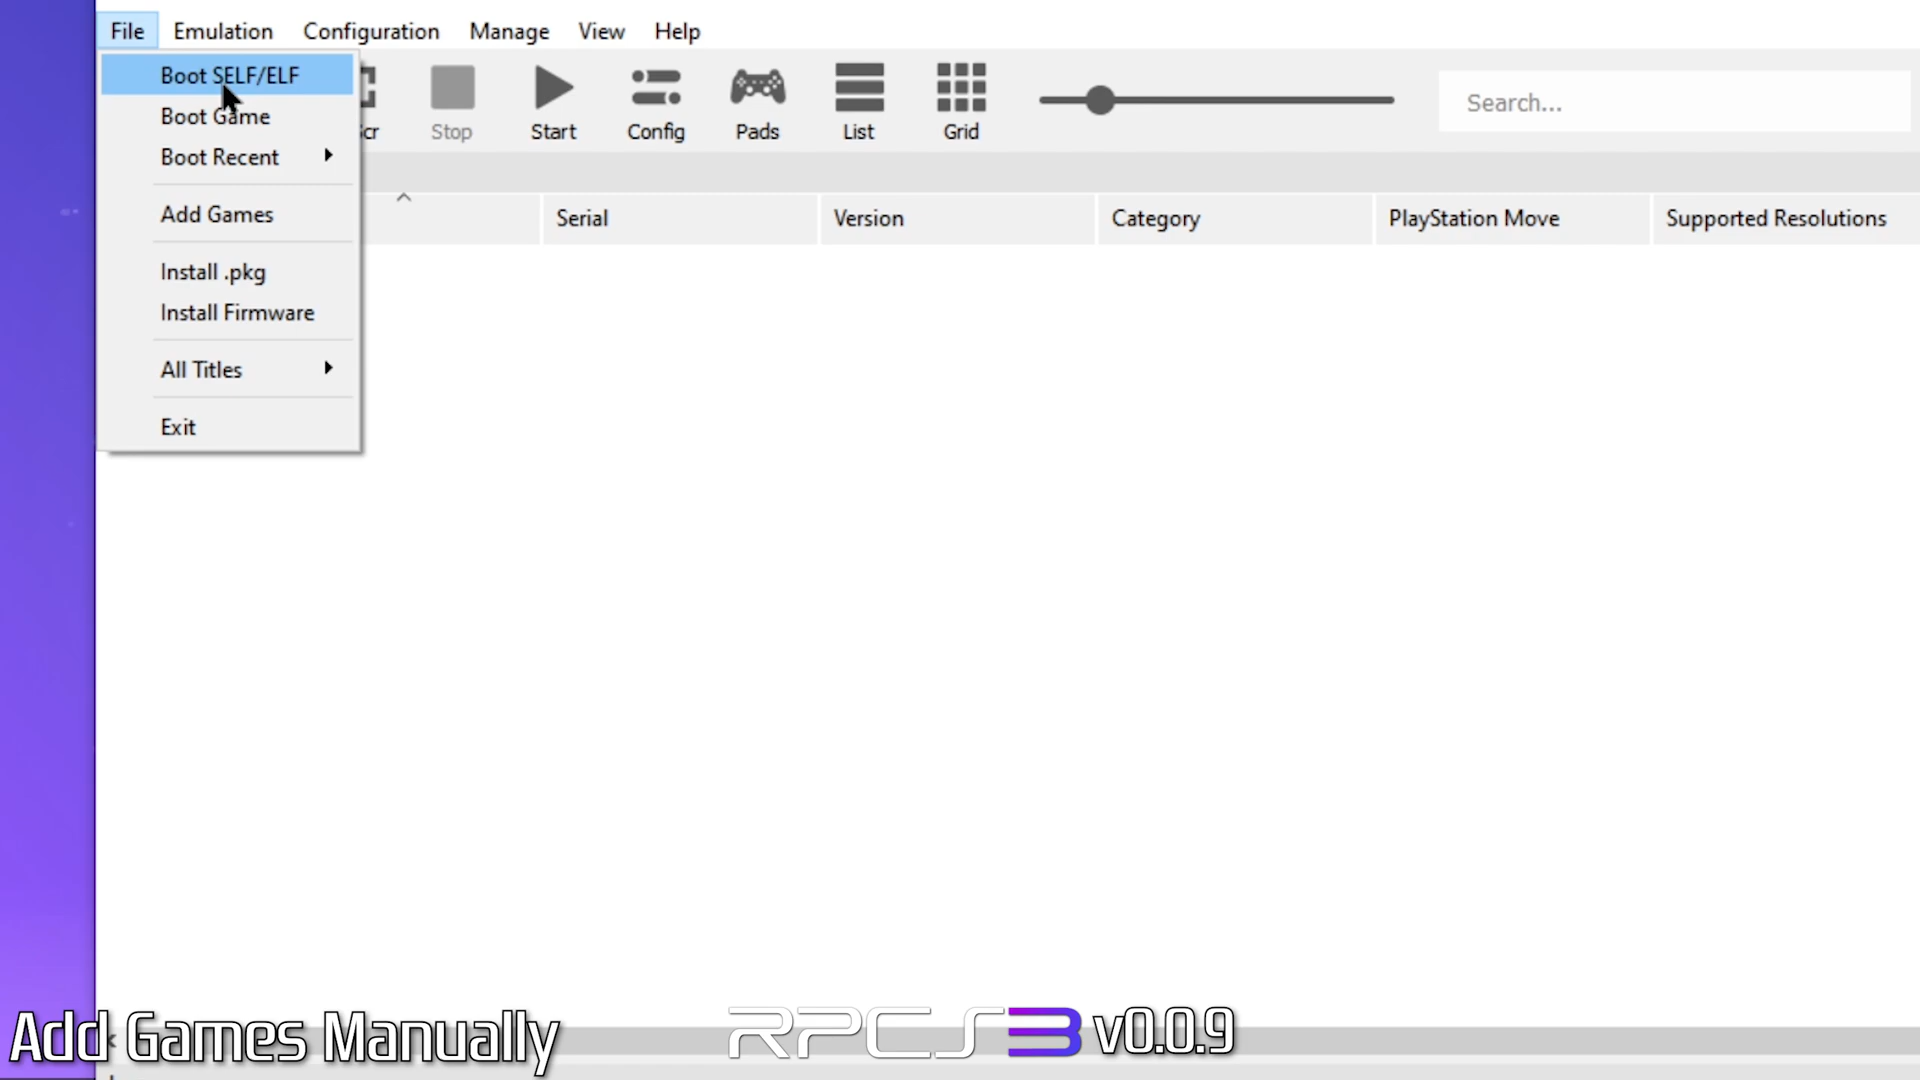 File Emulation Configuration Manage View Help
Boot SELF/ELF
Boot Game
Boot Recent
Add Games
Install .pkg
Install Firmware
All Titles
Exit
cr Stop Start Config Pads List Grid Search...
Serial Version Category PlayStation Move Supported Resolutions
Add Games Manually RPCS3 v0.0.9